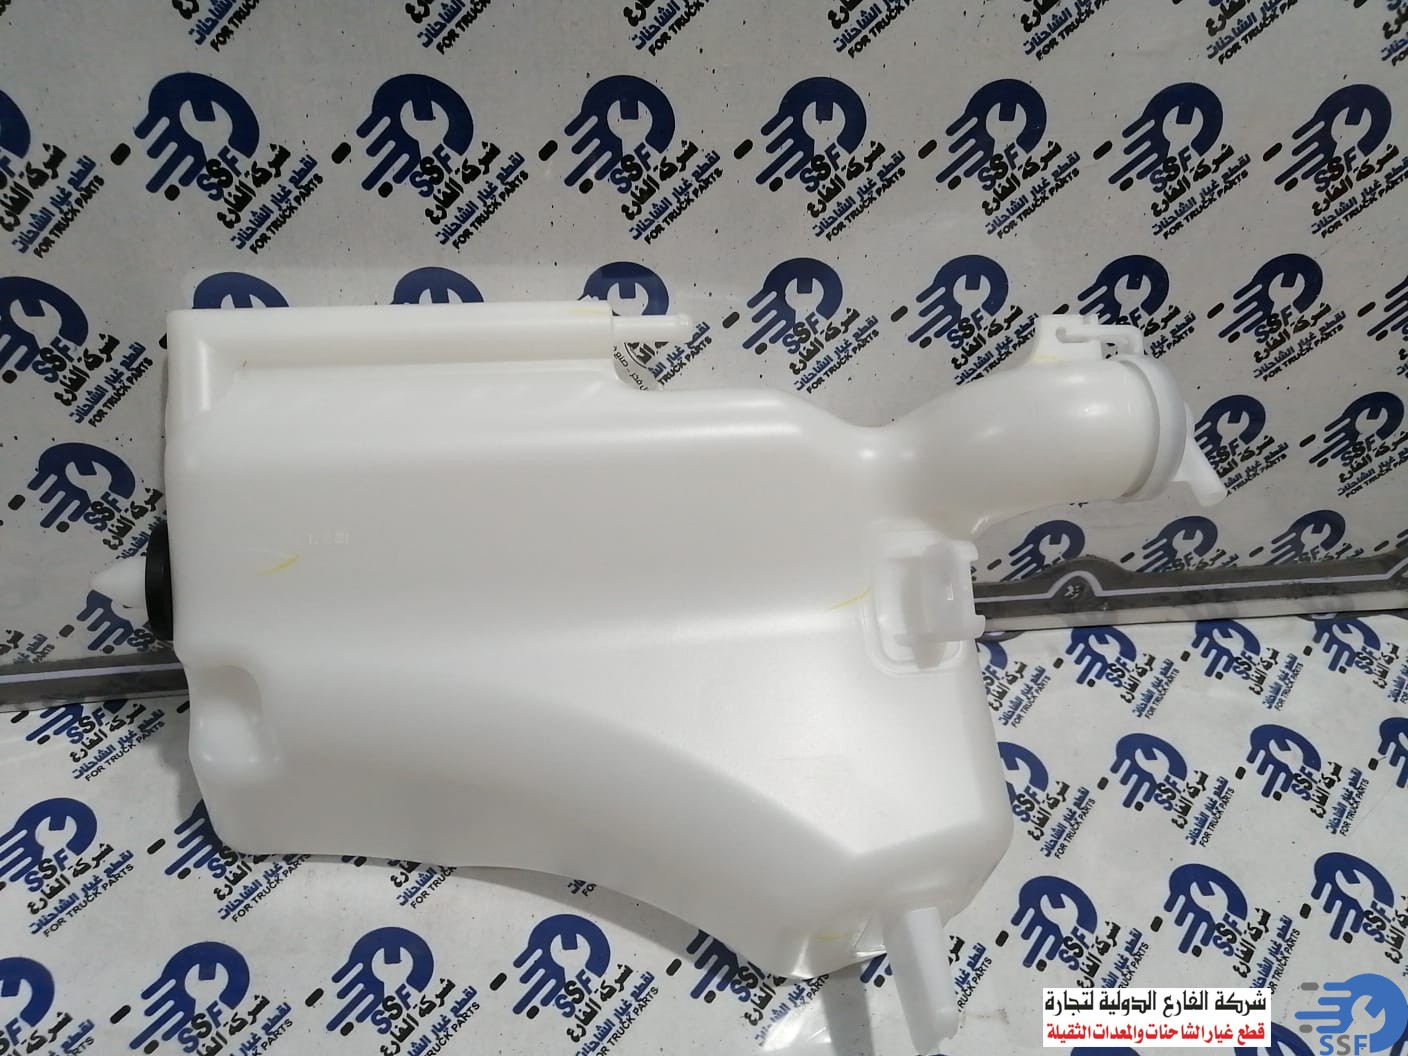 SSF
شركة الفارع
لقطع غيار الشاحنات
FOR TRUCK PARTS
شركة الفارع الدولية لتجارة
قطع غيار الشاحنات والمعدات الثقيلة
SSF